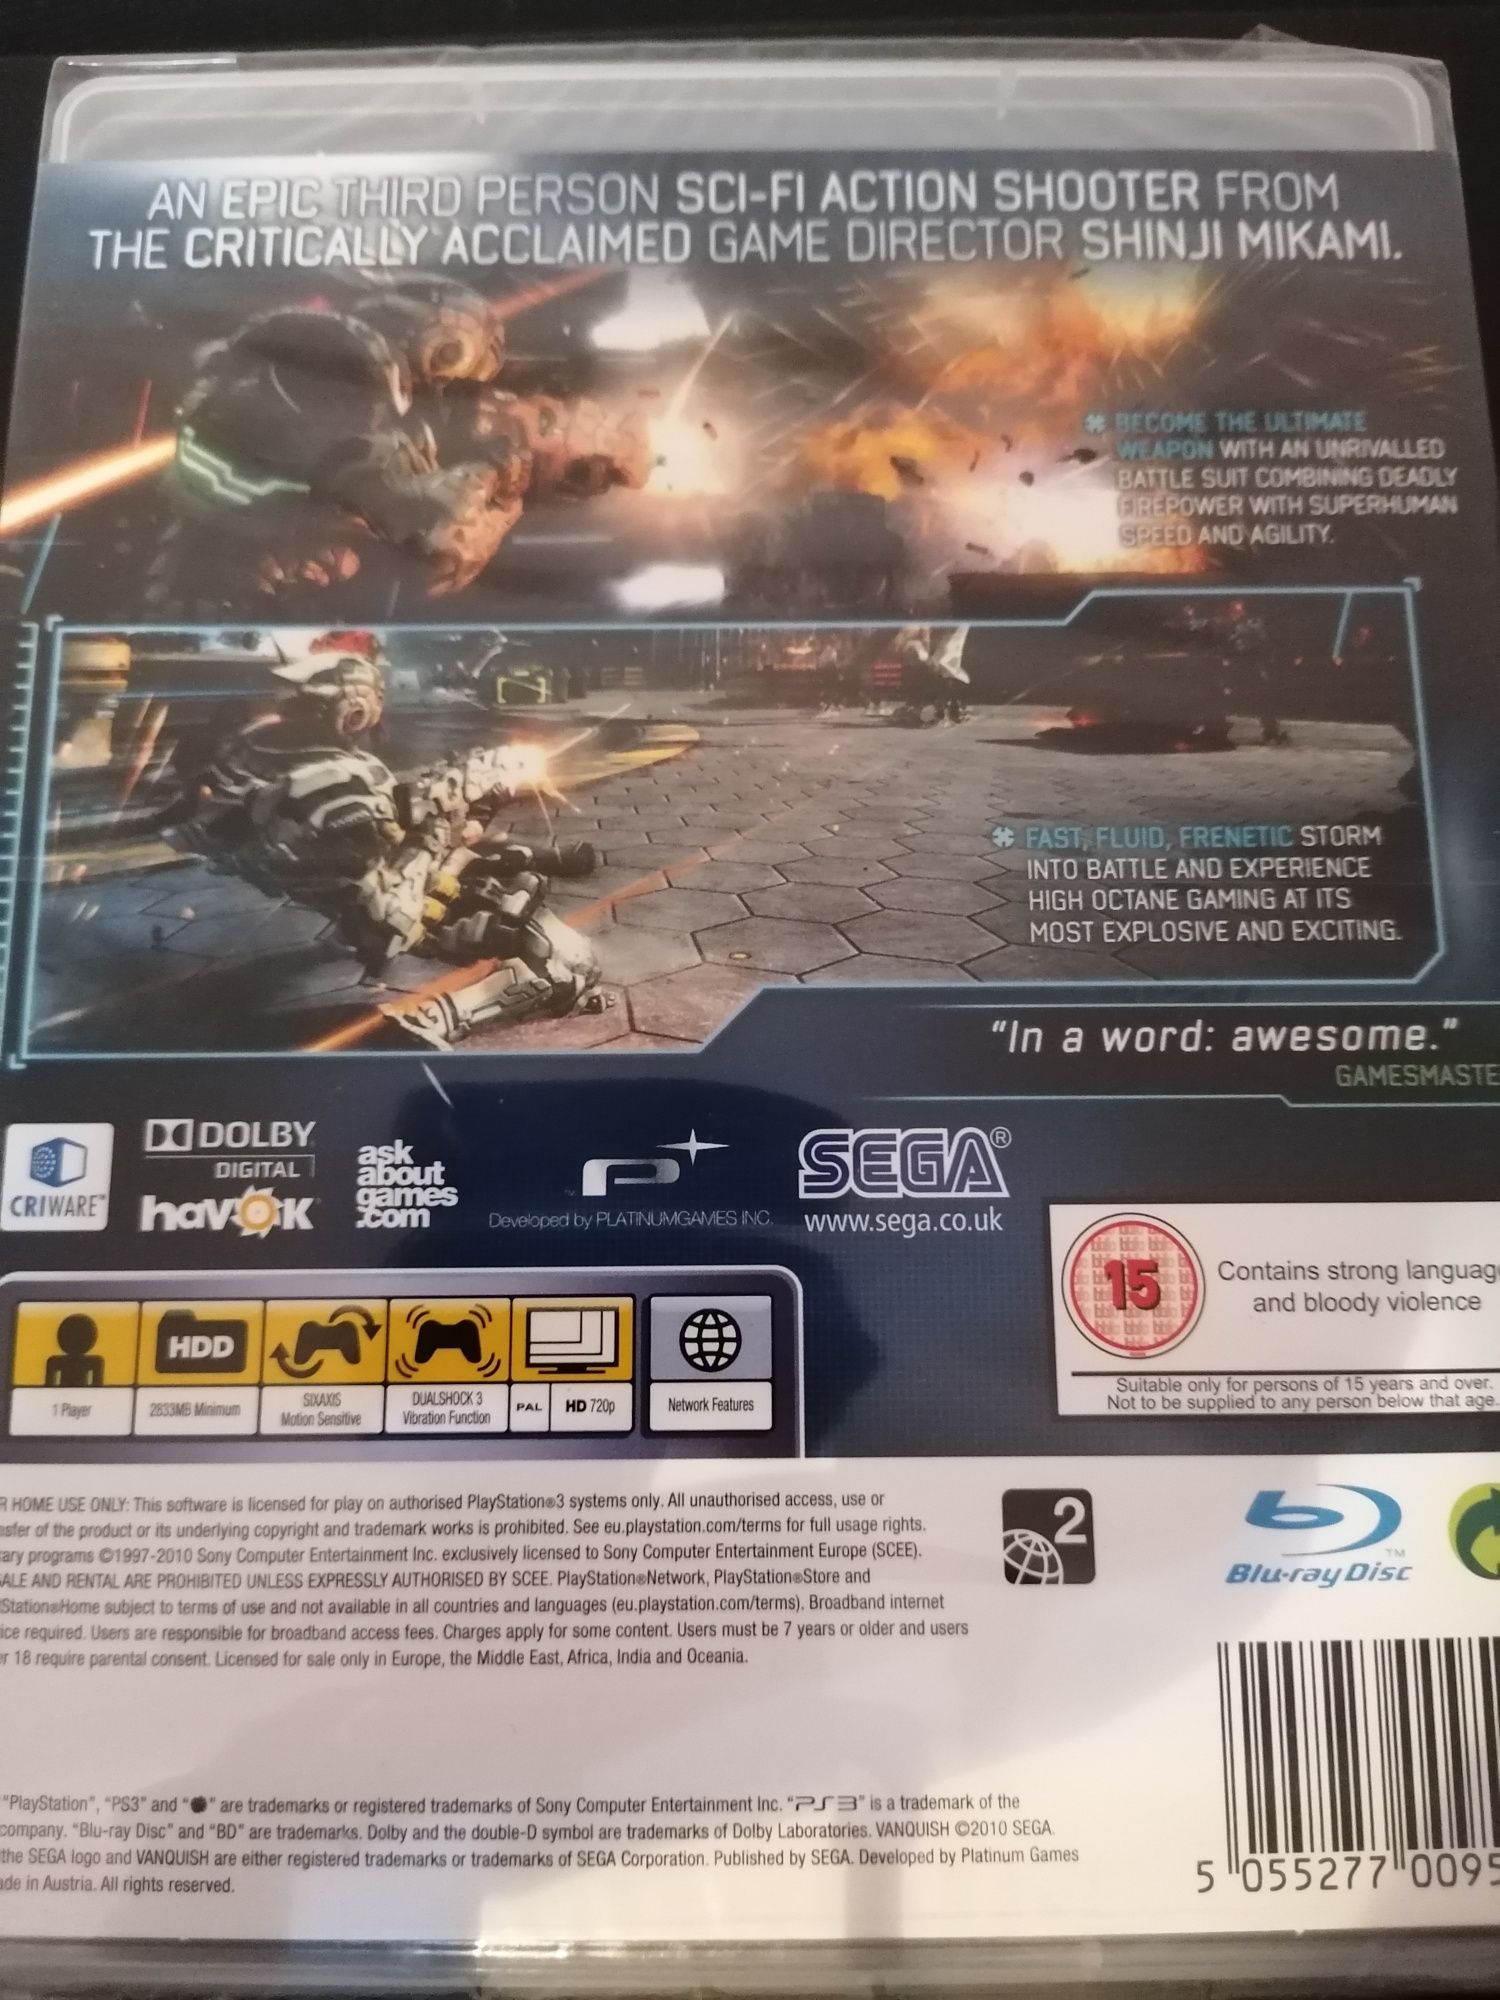 AN EPIC THIRD PERSON SCI-FI ACTION SHOOTER FROM
THE CRITICALLY ACCLAIMED GAME DIRECTOR SHINJI MIKAMI.
BECOME THE ULTIMATE
WEAPON WITH AN UNRIVALLED
BATTLE SUIT COMBINING DEADLY
FIREPOWER WITH SUPERHUMAN
SPEED AND AGILITY.
FAST, FLUID, FRENETIC STORM
INTO BATTLE AND EXPERIENCE
HIGH OCTANE GAMING AT ITS
MOST EXPLOSIVE AND EXCITING.
"In a word: awesome."
GAMESMASTE
CRIWARE™
DOLBY
DIGITAL
havok
ask
about
games
.com
Developed by PLATINUMGAMES INC.
SEGA®
www.sega.co.uk
15
Contains strong languag
and bloody violence
Suitable only for persons of 15 years and over.
Not to be supplied to any person below that age.
HDD
1 Player
2833MB Minimum
SIXAXIS
Motion Sensitive
DUALSHOCK 3
Vibration Function
PAL
HD 720p
Network Features
R HOME USE ONLY: This software is licensed for play on authorised PlayStation®3 systems only. All unauthorised access, use or
sfer of the product or its underlying copyright and trademark works is prohibited. See eu.playstation.com/terms for full usage rights.
ary programs ©1997-2010 Sony Computer Entertainment Inc. exclusively licensed to Sony Computer Entertainment Europe (SCEE).
ALE AND RENTAL ARE PROHIBITED UNLESS EXPRESSLY AUTHORISED BY SCEE. PlayStation®Network, PlayStation®Store and
Station®Home subject to terms of use and not available in all countries and languages (eu.playstation.com/terms). Broadband internet
ice required. Users are responsible for broadband access fees. Charges apply for some content. Users must be 7 years or older and users
r 18 require parental consent. Licensed for sale only in Europe, the Middle East, Africa, India and Oceania.
2
Blu-ray Disc™
"PlayStation", "PS3" and " " are trademarks or registered trademarks of Sony Computer Entertainment Inc. "PS3" is a trademark of the
company. "Blu-ray Disc" and "BD" are trademarks. Dolby and the double-D symbol are trademarks of Dolby Laboratories. VANQUISH ©2010 SEGA.
the SEGA logo and VANQUISH are either registered trademarks or trademarks of SEGA Corporation. Published by SEGA. Developed by Platinum Games
de in Austria. All rights reserved.
5 055277 0095